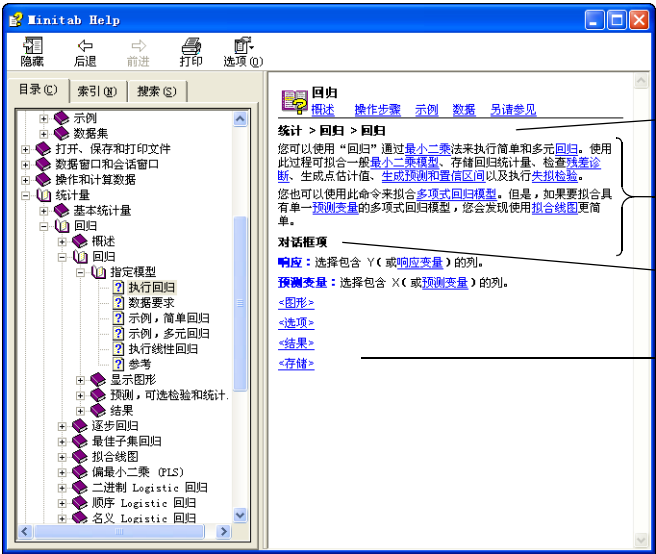 Minitab Help
隐藏 后退 前进 打印 选项(O)
目录(C) 索引(N) 搜索(S)
示例
数据集
打开、保存和打印文件
数据窗口和会话窗口
操作和计算数据
统计量
基本统计量
回归
概述
回归
指定模型
执行回归
数据要求
示例，简单回归
示例，多元回归
执行线性回归
参考
显示图形
预测，可选检验和统计.
结果
逐步回归
最佳子集回归
拟合线图
偏最小二乘 (PLS)
二进制 Logistic 回归
顺序 Logistic 回归
名义 Logistic 回归
回归
概述 操作步骤 示例 数据 另请参见
统计 > 回归 > 回归
您可以使用“回归”通过最小二乘法来执行简单和多元回归。使用
此过程可拟合一般最小二乘模型、存储回归统计量、检查残差诊
断、生成点估计值、生成预测和置信区间以及执行失拟检验。
您也可以使用此命令来拟合多项式回归模型。但是，如果要拟合具
有单一预测变量的多项式回归模型，您会发现使用拟合线图更简
单。
对话框项
响应：选择包含 Y( 或响应变量 ) 的列。
预测变量：选择包含 X( 或预测变量 ) 的列。
<图形>
<选项>
<结果>
<存储>